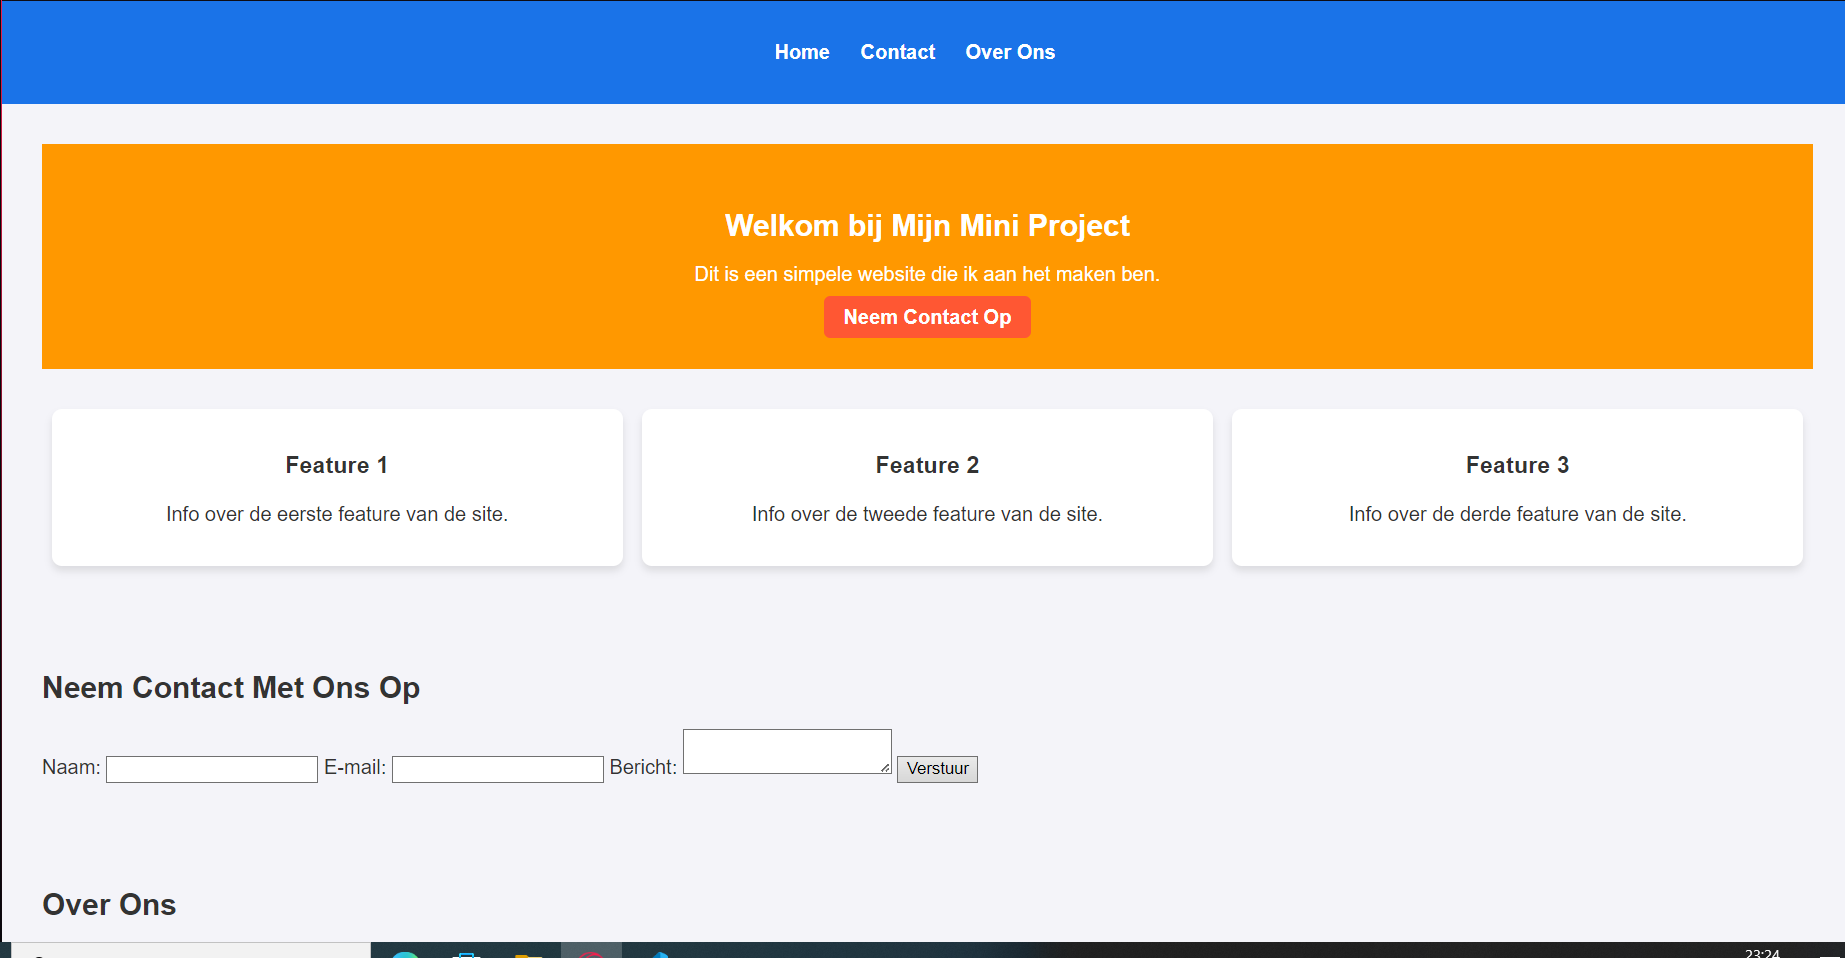 Home Contact Over Ons
Welkom bij Mijn Mini Project
Dit is een simpele website die ik aan het maken ben.
Neem Contact Op
Feature 1
Info over de eerste feature van de site.
Feature 2
Info over de tweede feature van de site.
Feature 3
Info over de derde feature van de site.
Neem Contact Met Ons Op
Naam: E-mail: Bericht: Verstuur
Over Ons
23:24